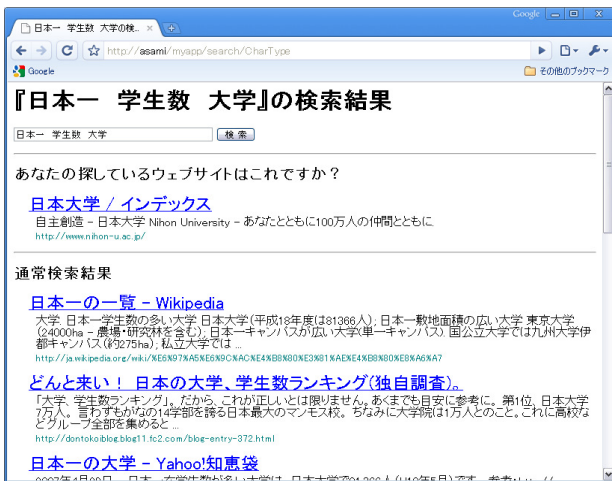 Google
日本一 学生数 大学の検...
http://asami/myapp/search/CharType
Google
その他のブックマーク
『日本一 学生数 大学』の検索結果
日本一 学生数 大学
検 索
あなたの探しているウェブサイトはこれですか？
日本大学 / インデックス
自主創造 - 日本大学 Nihon University - あなたとともに100万人の仲間とともに
http://www.nihon-u.ac.jp/
通常検索結果
日本一の一覧 - Wikipedia
大学. 日本一学生数の多い大学 日本大学(平成18年度は81366人); 日本一敷地面積の広い大学 東京大学
(24000ha - 農場・研究林を含む); 日本一キャンパスが広い大学(単一キャンパス). 国公立大学では九州大学伊
都キャンパス(約275ha); 私立大学では ...
http://ja.wikipedia.org/wiki/%E6%97%A5%E6%9C%AC%E4%B8%80%E3%81%AE%E4%B8%80%E8%A6%A7
どんと来い！ 日本の大学、学生数ランキング(独自調査)。
「大学、学生数ランキング」。だから、これが正しいとは限りません。あくまでも目安に参考に。 第1位、日本大学
7万人。 言わずもがなの14学部を誇る日本最大のマンモス校。 ちなみに大学院は1万人とのこと。これに高校な
どグループ全部を集めると ...
http://dontokoiblog.blog11.fc2.com/blog-entry-372.html
日本一の大学 - Yahoo!知恵袋